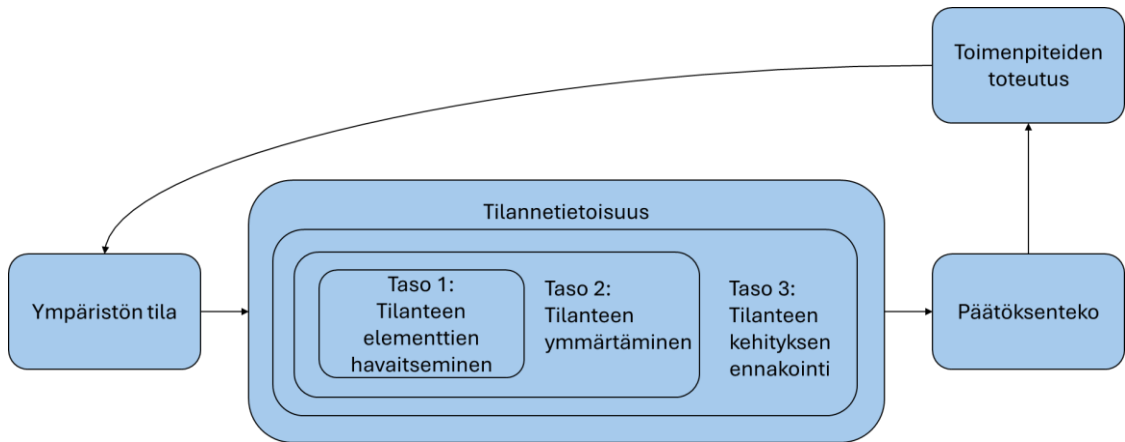 Toimenpiteiden
toteutus
Tilannetietoisuus
Ympäristön tila
Taso 1:
Tilanteen
elementtien
havaitseminen
Taso 2:
Tilanteen
ymmärtäminen
Taso 3:
Tilanteen
kehityksen
ennakointi
Päätöksenteko